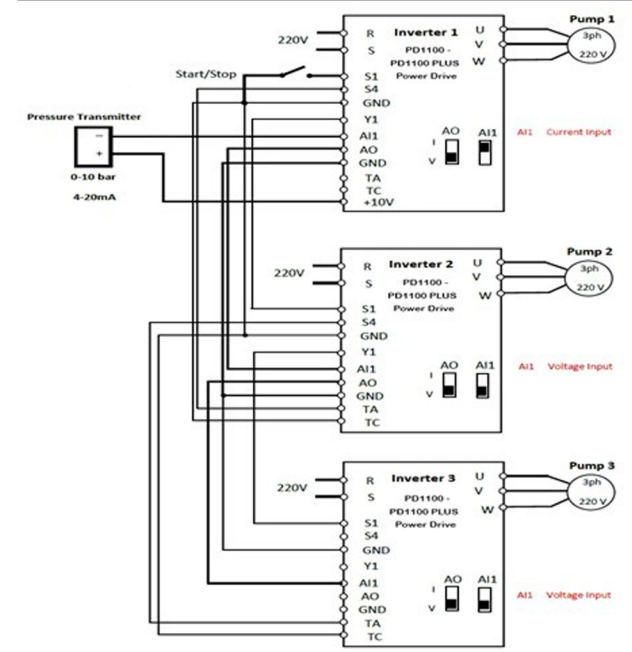 Pump 1
3ph
220 V
220V
R
S
Inverter 1
PD1100 -
PD1100 PLUS
Power Drive
U
V
W
Start/Stop
S1
S4
GND
Y1
Pressure Transmitter
−
+
0-10 bar
4-20mA
AI1
AO
GND
TA
TC
+10V
AO
AI1
I
V
AI1 Current Input
Pump 2
3ph
220 V
220V
R
S
Inverter 2
PD1100 -
PD1100 PLUS
Power Drive
U
V
W
S1
S4
GND
Y1
AI1
AO
GND
TA
TC
AO
AI1
I
V
AI1 Voltage Input
Pump 3
3ph
220 V
220V
R
S
Inverter 3
PD1100 -
PD1100 PLUS
Power Drive
U
V
W
S1
S4
GND
Y1
AI1
AO
GND
TA
TC
AO
AI1
I
V
AI1 Voltage Input